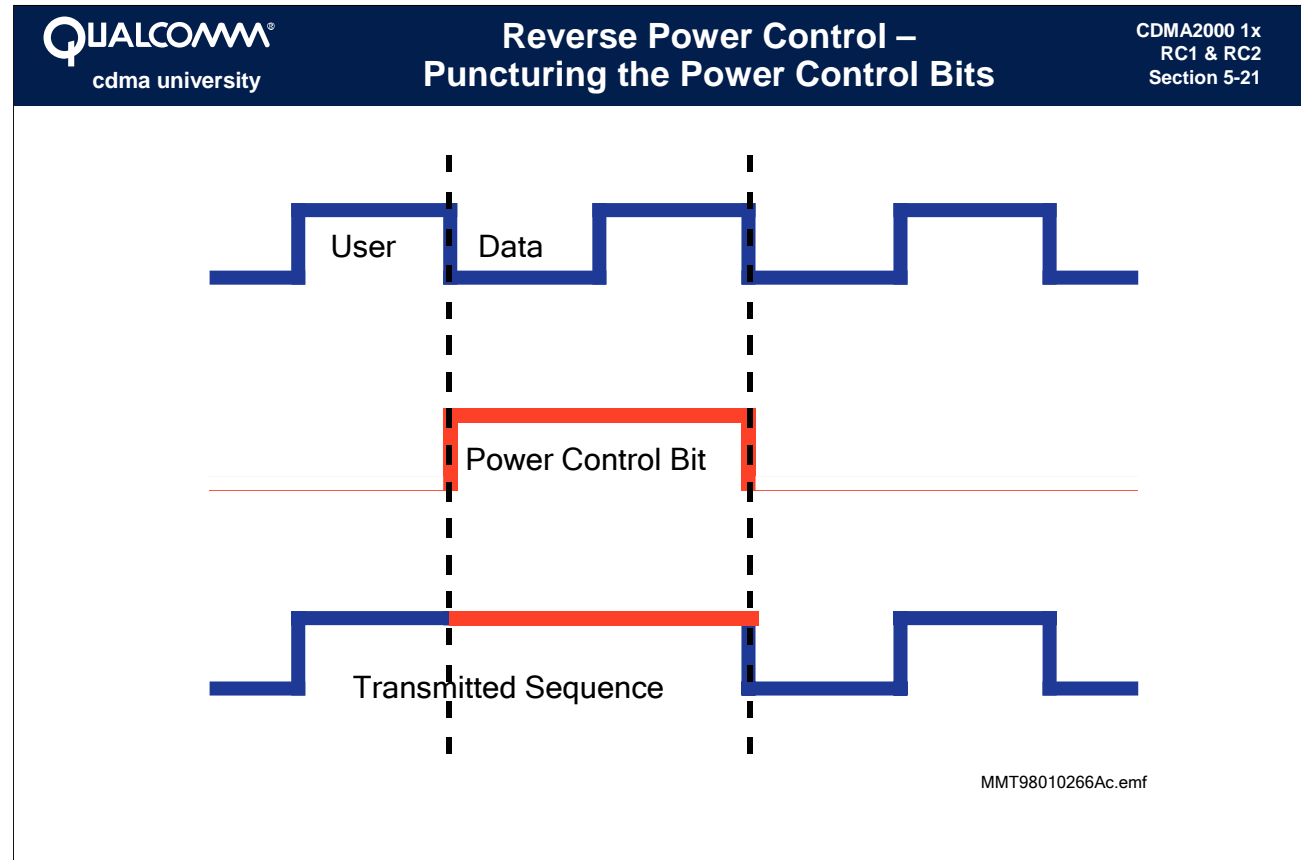 QUALCOMM®
cdma university
Reverse Power Control –
Puncturing the Power Control Bits
CDMA2000 1x
RC1 & RC2
Section 5-21
User Data
Power Control Bit
Transmitted Sequence
MMT98010266Ac.emf